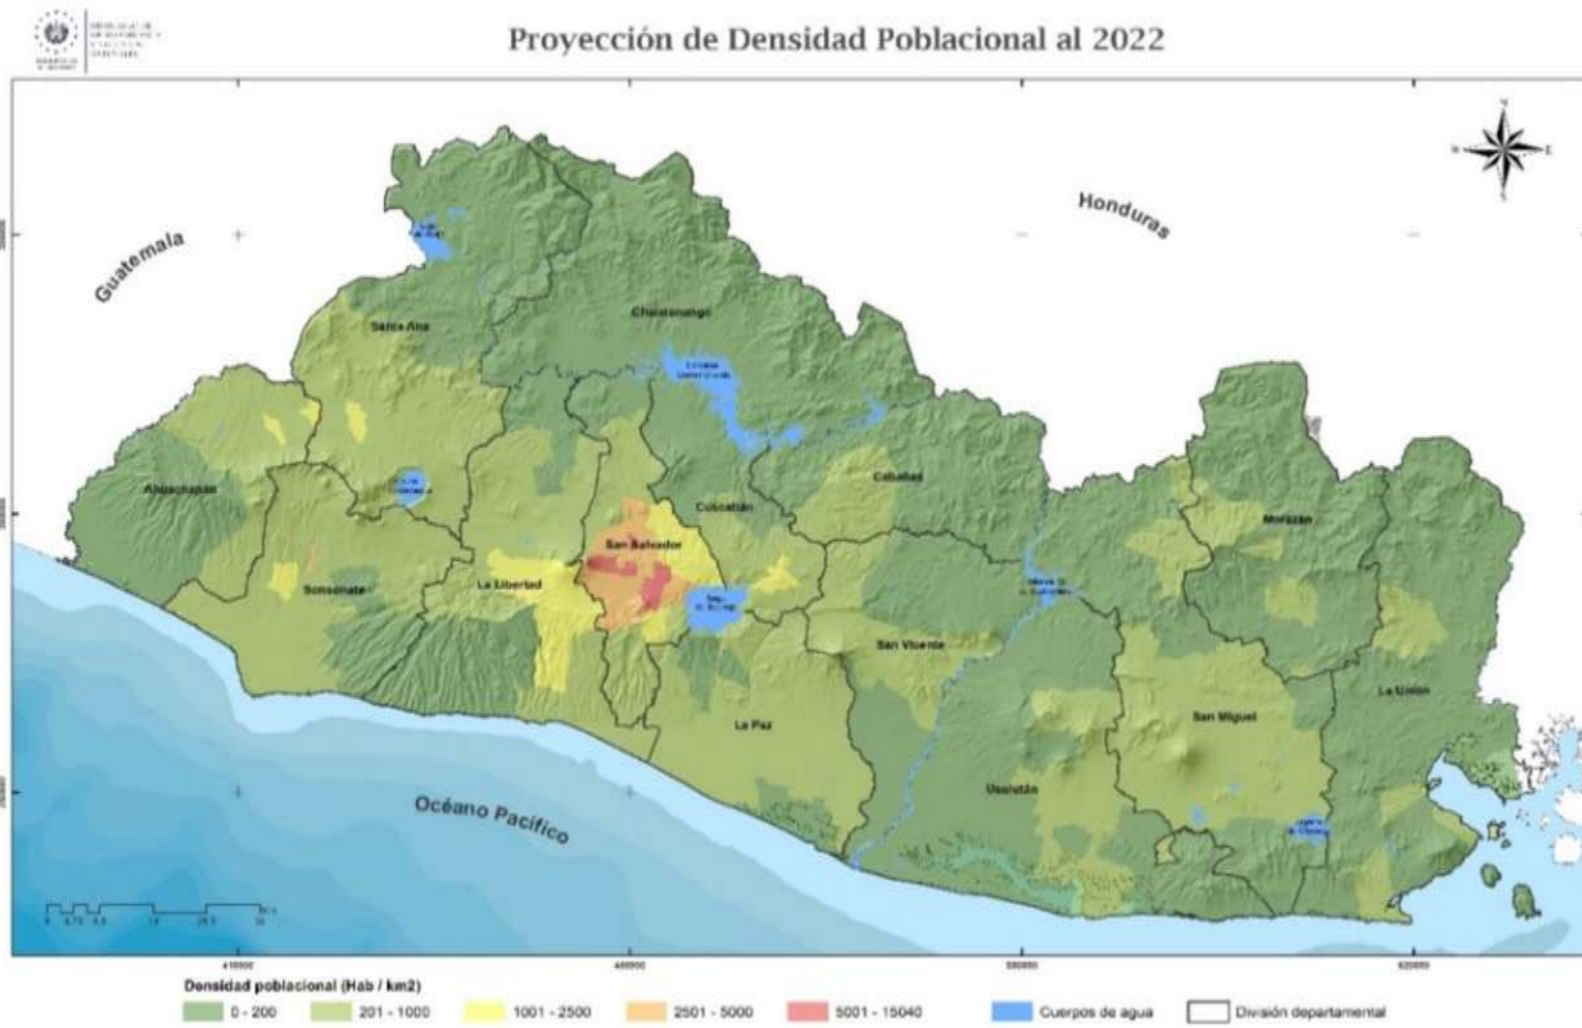 Proyección de Densidad Poblacional al 2022
Honduras
Guatemala
Chalatenango
Santa Ana
Cabañas
Ahuachapán
Cuscatlán
Morazán
San Salvador
La Libertad
Sonsonate
San Vicente
La Unión
San Miguel
La Paz
Usulután
Océano Pacífico
Densidad poblacional (Hab / km2)
0 - 200
201 - 1000
1001 - 2500
2501 - 5000
5001 - 15040
Cuerpos de agua
División departamental